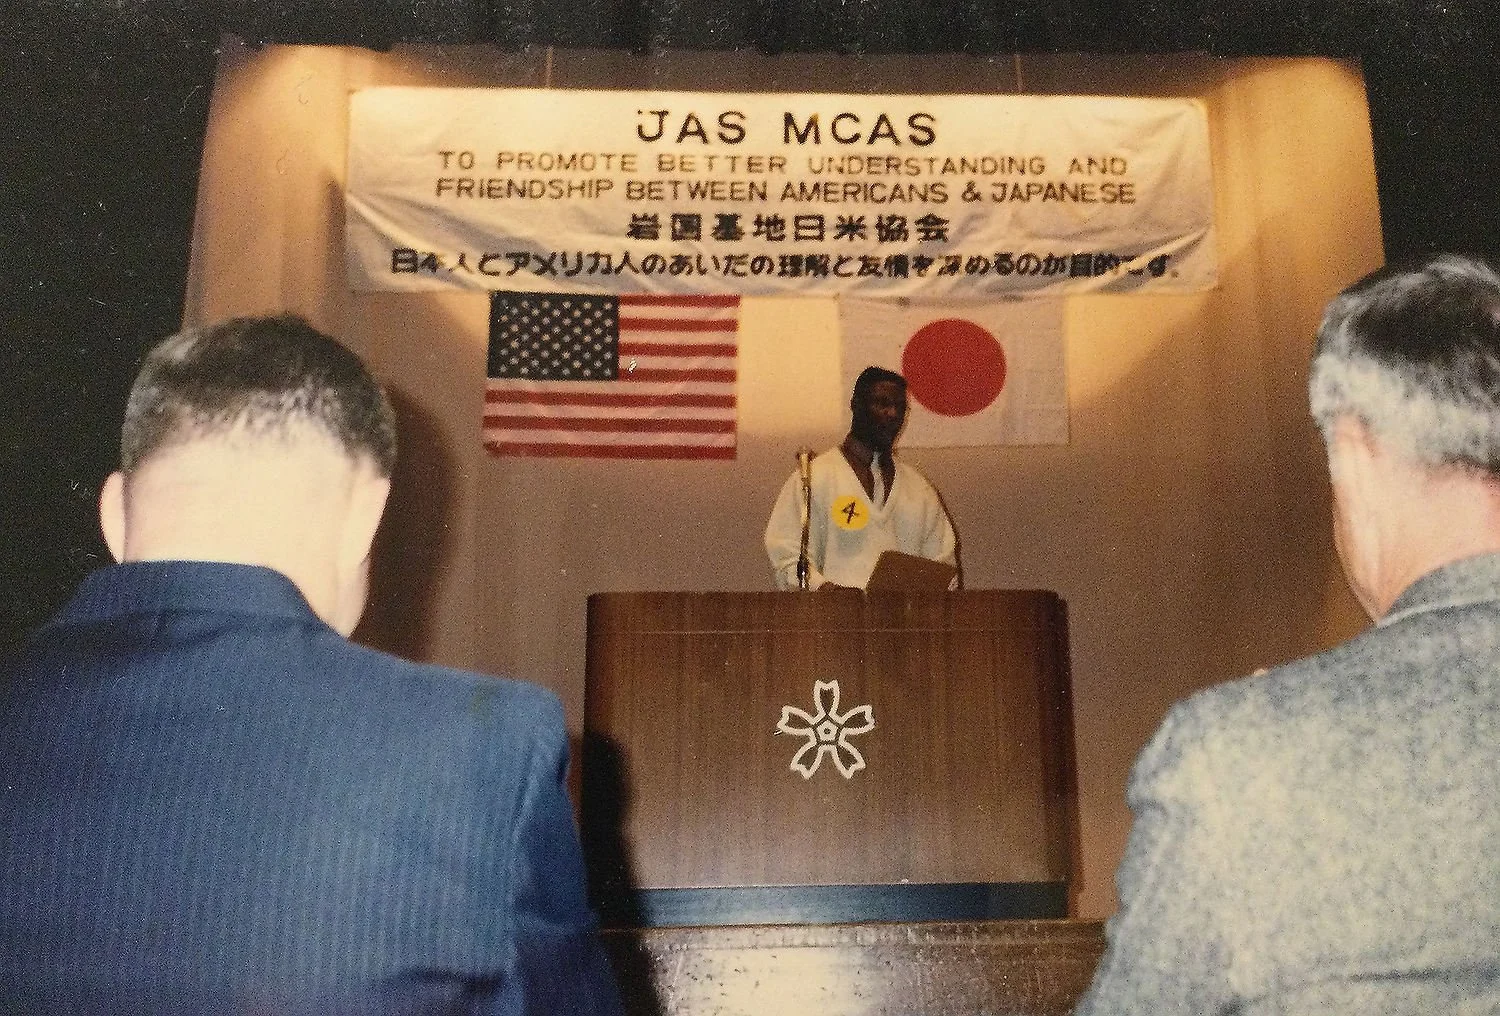 JAS MCAS
TO PROMOTE BETTER UNDERSTANDING AND
FRIENDSHIP BETWEEN AMERICANS & JAPANESE
岩国基地日米協会
日本人とアメリカ人のあいだの理解と友情を深めるのが目的です。
4